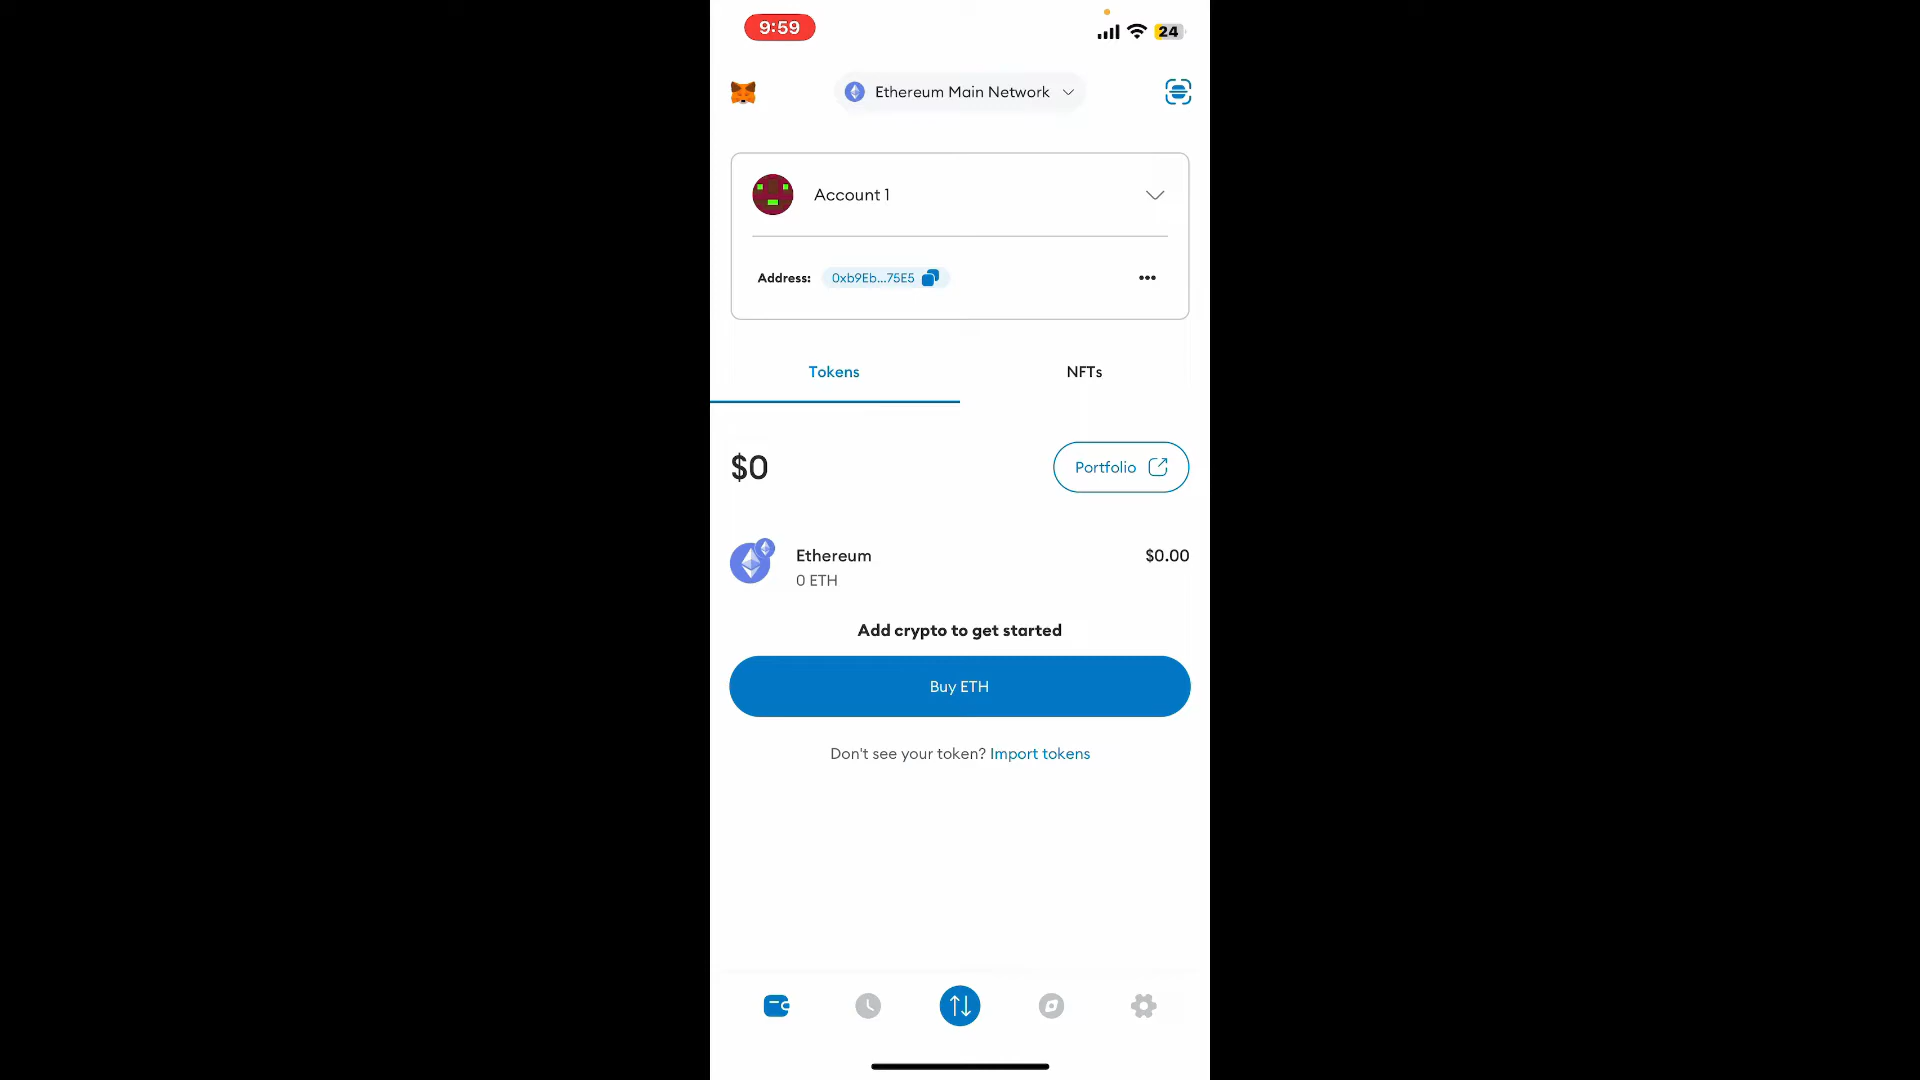 9:59
24
Ethereum Main Network
Account 1
Address: 0xb9Eb...75E5
Tokens
NFTs
$0
Portfolio
Ethereum
$0.00
0 ETH
Add crypto to get started
Buy ETH
Don't see your token? Import tokens